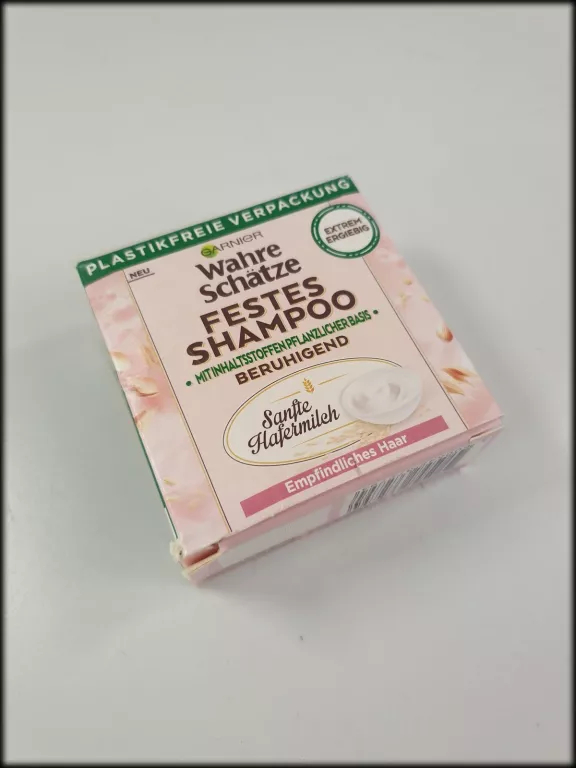 PLASTIKFREIE VERPACKUNG
NEU
GARNIER
EXTREM
ERGIEBIG
Wahre
Schätze
FESTES
SHAMPOO
• MIT INHALTSSTOFFEN PFLANZLICHER BASIS •
BERUHIGEND
Sanfte
Hafermilch
Empfindliches Haar